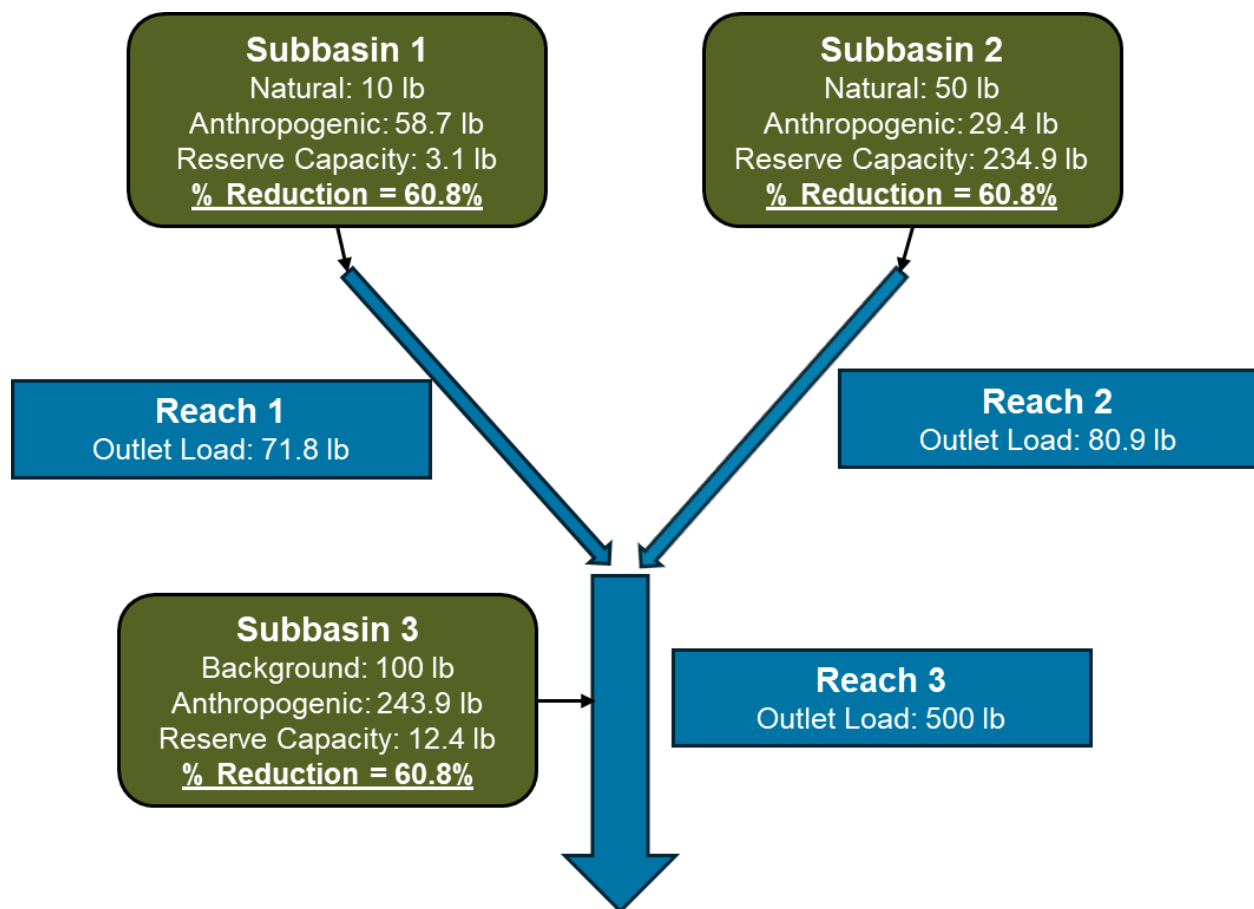 Subbasin 1
Natural: 10 lb
Anthropogenic: 58.7 lb
Reserve Capacity: 3.1 lb
% Reduction = 60.8%
Subbasin 2
Natural: 50 lb
Anthropogenic: 29.4 lb
Reserve Capacity: 234.9 lb
% Reduction = 60.8%
Reach 1
Outlet Load: 71.8 lb
Reach 2
Outlet Load: 80.9 lb
Subbasin 3
Background: 100 lb
Anthropogenic: 243.9 lb
Reserve Capacity: 12.4 lb
% Reduction = 60.8%
Reach 3
Outlet Load: 500 lb